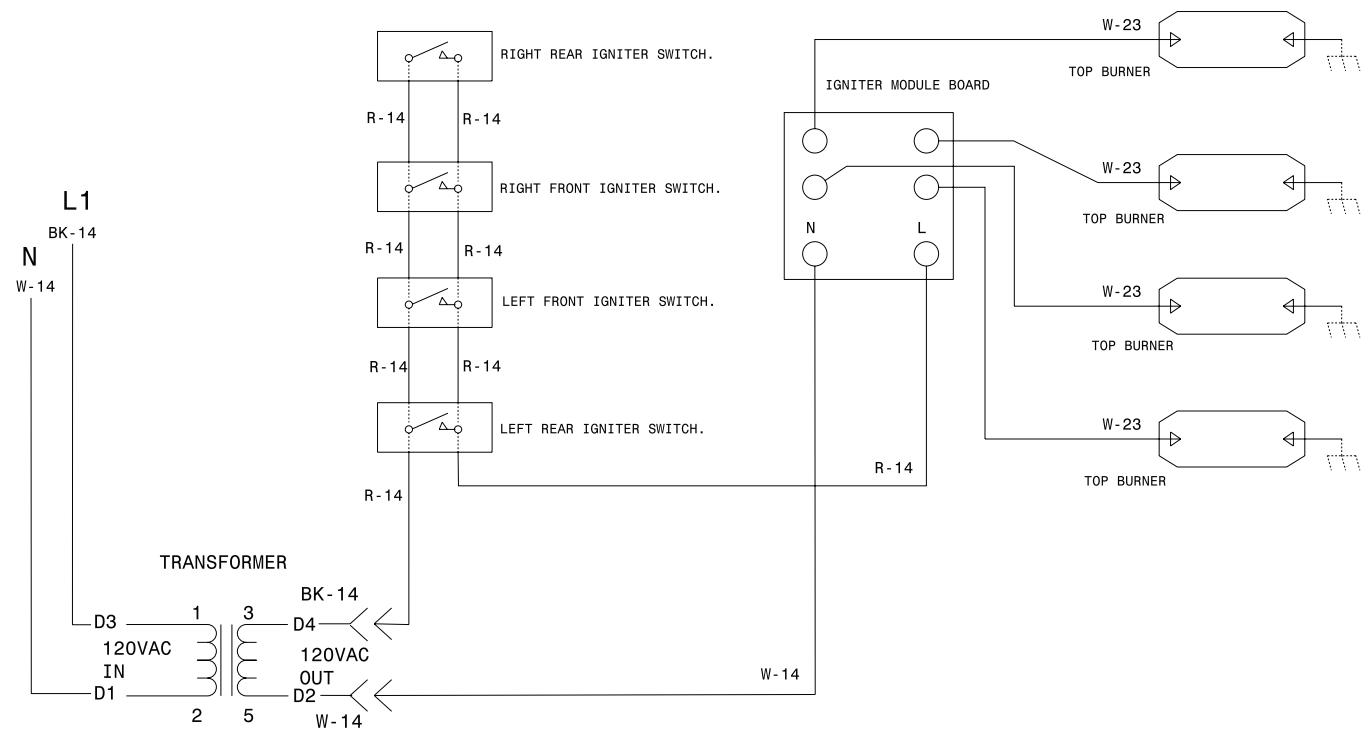 W-23
TOP BURNER
RIGHT REAR IGNITER SWITCH.
IGNITER MODULE BOARD
R-14
R-14
W-23
TOP BURNER
RIGHT FRONT IGNITER SWITCH.
L1
BK-14
N
W-14
R-14
R-14
N
L
LEFT FRONT IGNITER SWITCH.
W-23
TOP BURNER
R-14
R-14
LEFT REAR IGNITER SWITCH.
W-23
TOP BURNER
R-14
R-14
TRANSFORMER
BK-14
1
3
D3
D4
120VAC
IN
120VAC
OUT
D1
D2
W-14
2
5
W-14